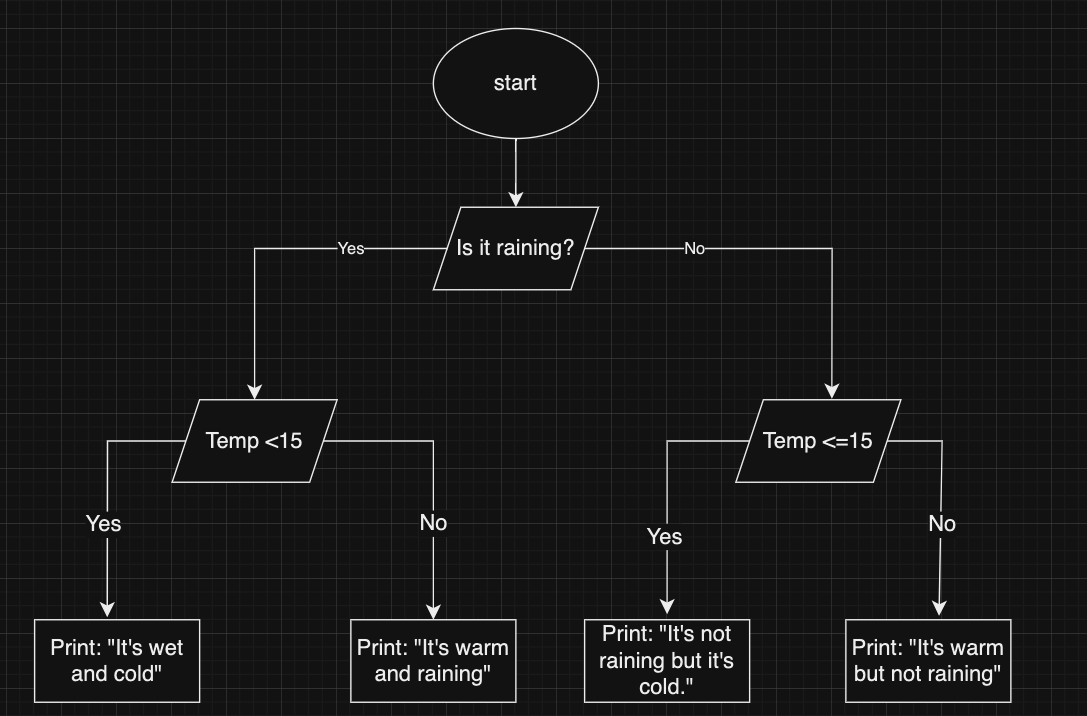 start
Is it raining?
Yes
No
Temp <15
Temp <=15
Yes
No
Yes
No
Print: "It's wet
and cold"
Print: "It's warm
and raining"
Print: "It's not
raining but it's
cold."
Print: "It's warm
but not raining"